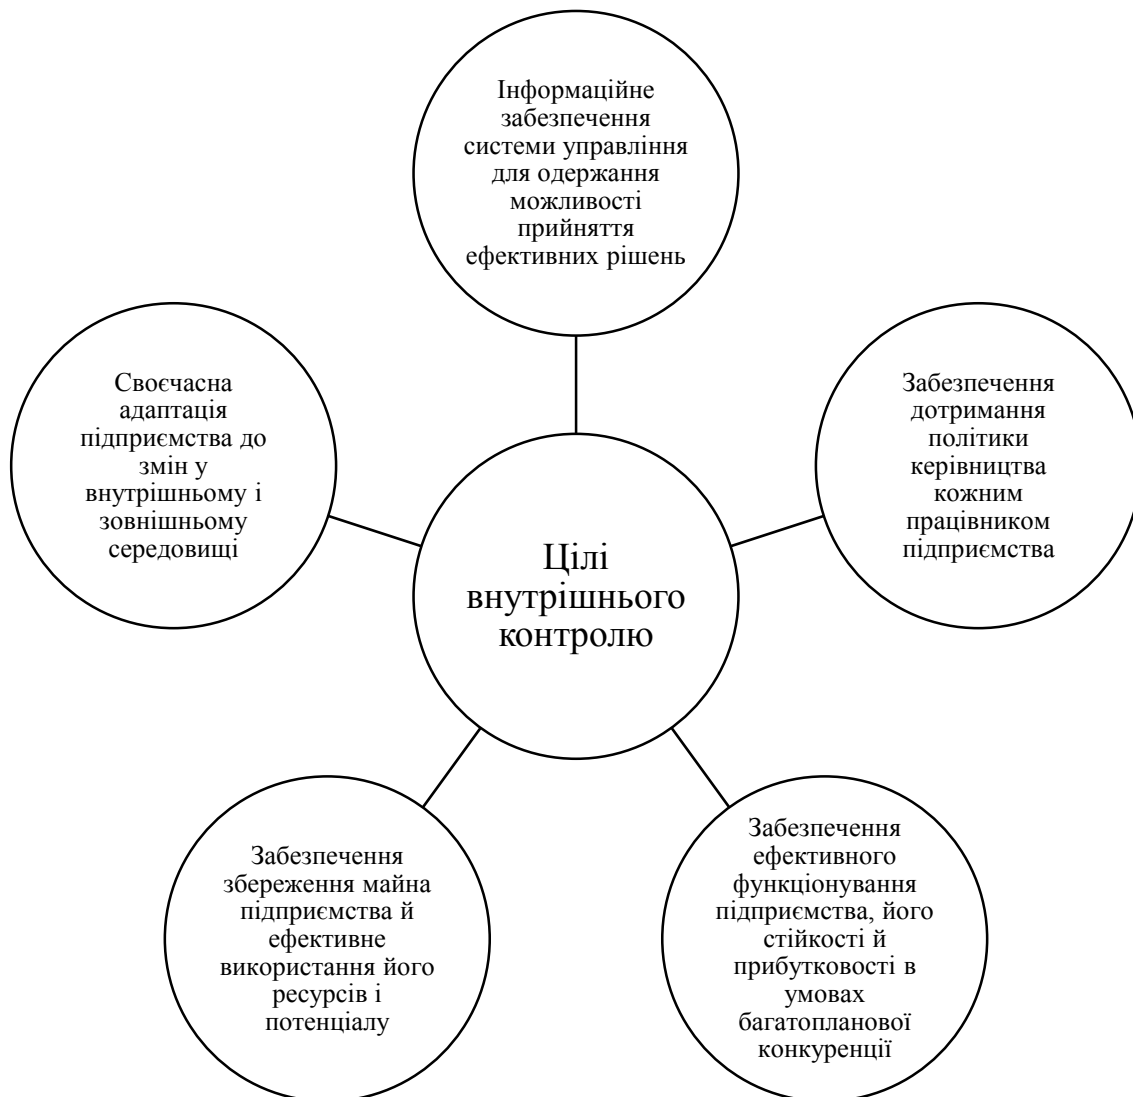 Інформаційне
забезпечення
системи управління
для одержання
можливості
прийняття
ефективних рішень
Своєчасна
адаптація
підприємства до
змін у
внутрішньому і
зовнішньому
середовищі
Забезпечення
дотримання
політики
керівництва
кожним
працівником
підприємства
Цілі
внутрішнього
контролю
Забезпечення
збереження майна
підприємства й
ефективне
використання його
ресурсів і
потенціалу
Забезпечення
ефективного
функціонування
підприємства, його
стійкості й
прибутковості в
умовах
багатопланової
конкуренції